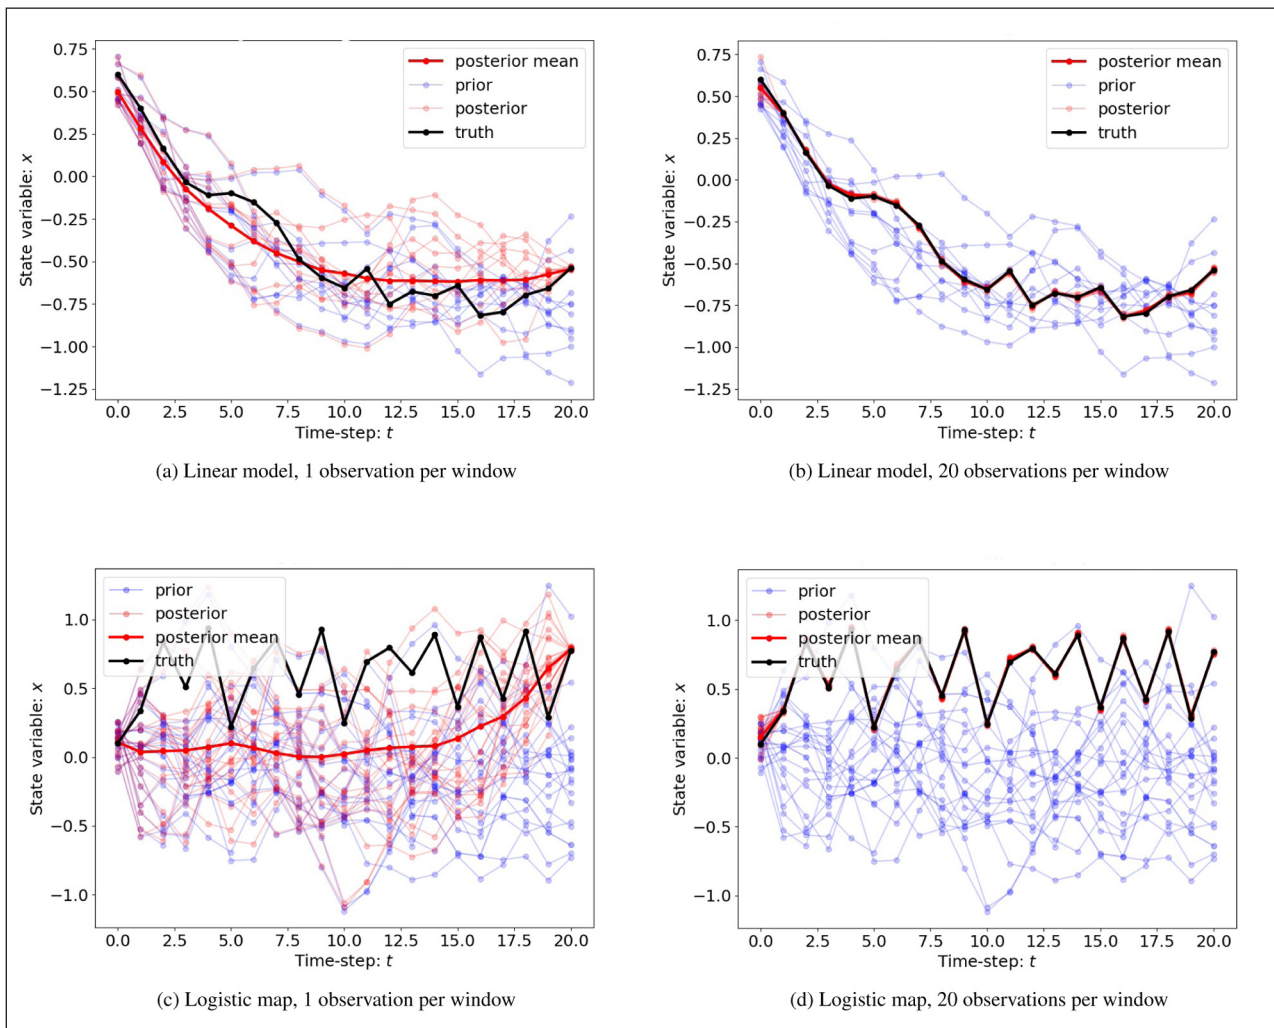 0.75
0.50
0.25
0.00
−0.25
−0.50
−0.75
−1.00
−1.25
State variable: x
posterior mean
prior
posterior
truth
0.0 2.5 5.0 7.5 10.0 12.5 15.0 17.5 20.0
Time-step: t
(a) Linear model, 1 observation per window
0.75
0.50
0.25
0.00
−0.25
−0.50
−0.75
−1.00
−1.25
State variable: x
posterior mean
prior
posterior
truth
0.0 2.5 5.0 7.5 10.0 12.5 15.0 17.5 20.0
Time-step: t
(b) Linear model, 20 observations per window
1.0
0.5
0.0
−0.5
−1.0
State variable: x
prior
posterior
posterior mean
truth
0.0 2.5 5.0 7.5 10.0 12.5 15.0 17.5 20.0
Time-step: t
(c) Logistic map, 1 observation per window
1.0
0.5
0.0
−0.5
−1.0
State variable: x
prior
posterior
posterior mean
truth
0.0 2.5 5.0 7.5 10.0 12.5 15.0 17.5 20.0
Time-step: t
(d) Logistic map, 20 observations per window